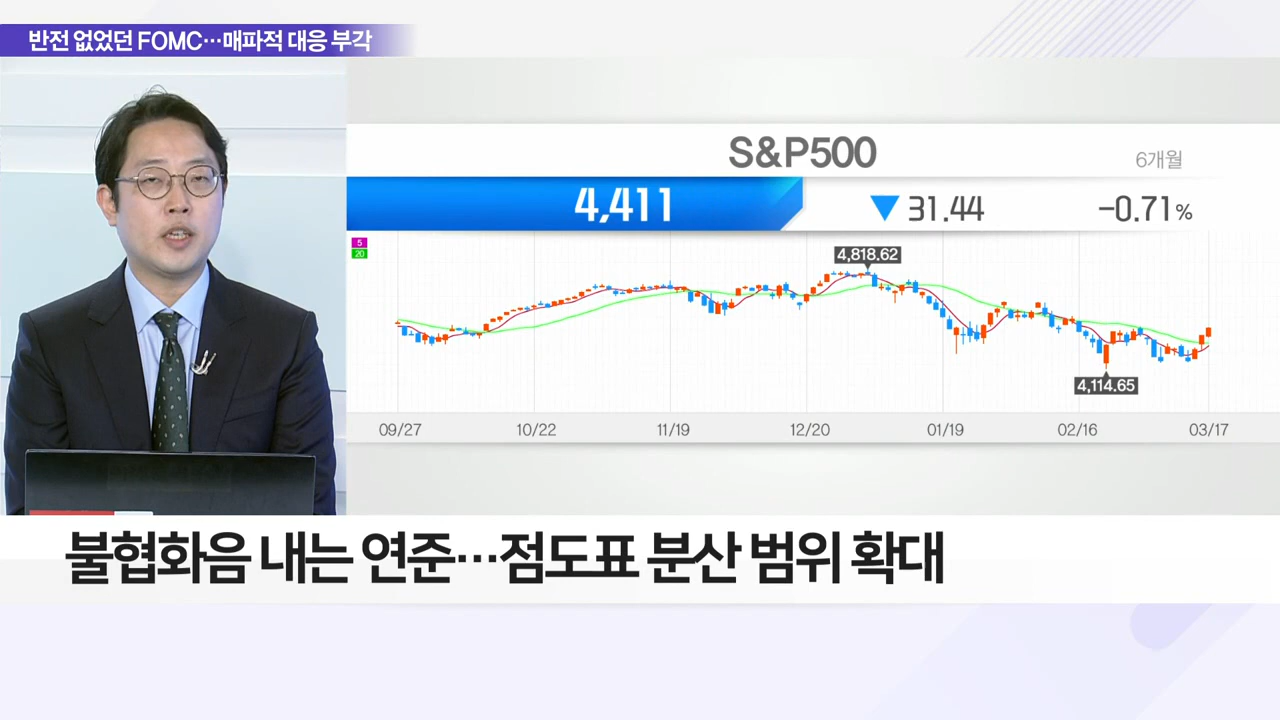 반전 없었던 FOMC…매파적 대응 부각
S&P500
6개월
4,411
▼ 31.44
-0.71%
5
20
4,818.62
4,114.65
09/27 10/22 11/19 12/20 01/19 02/16 03/17
불협화음 내는 연준…점도표 분산 범위 확대